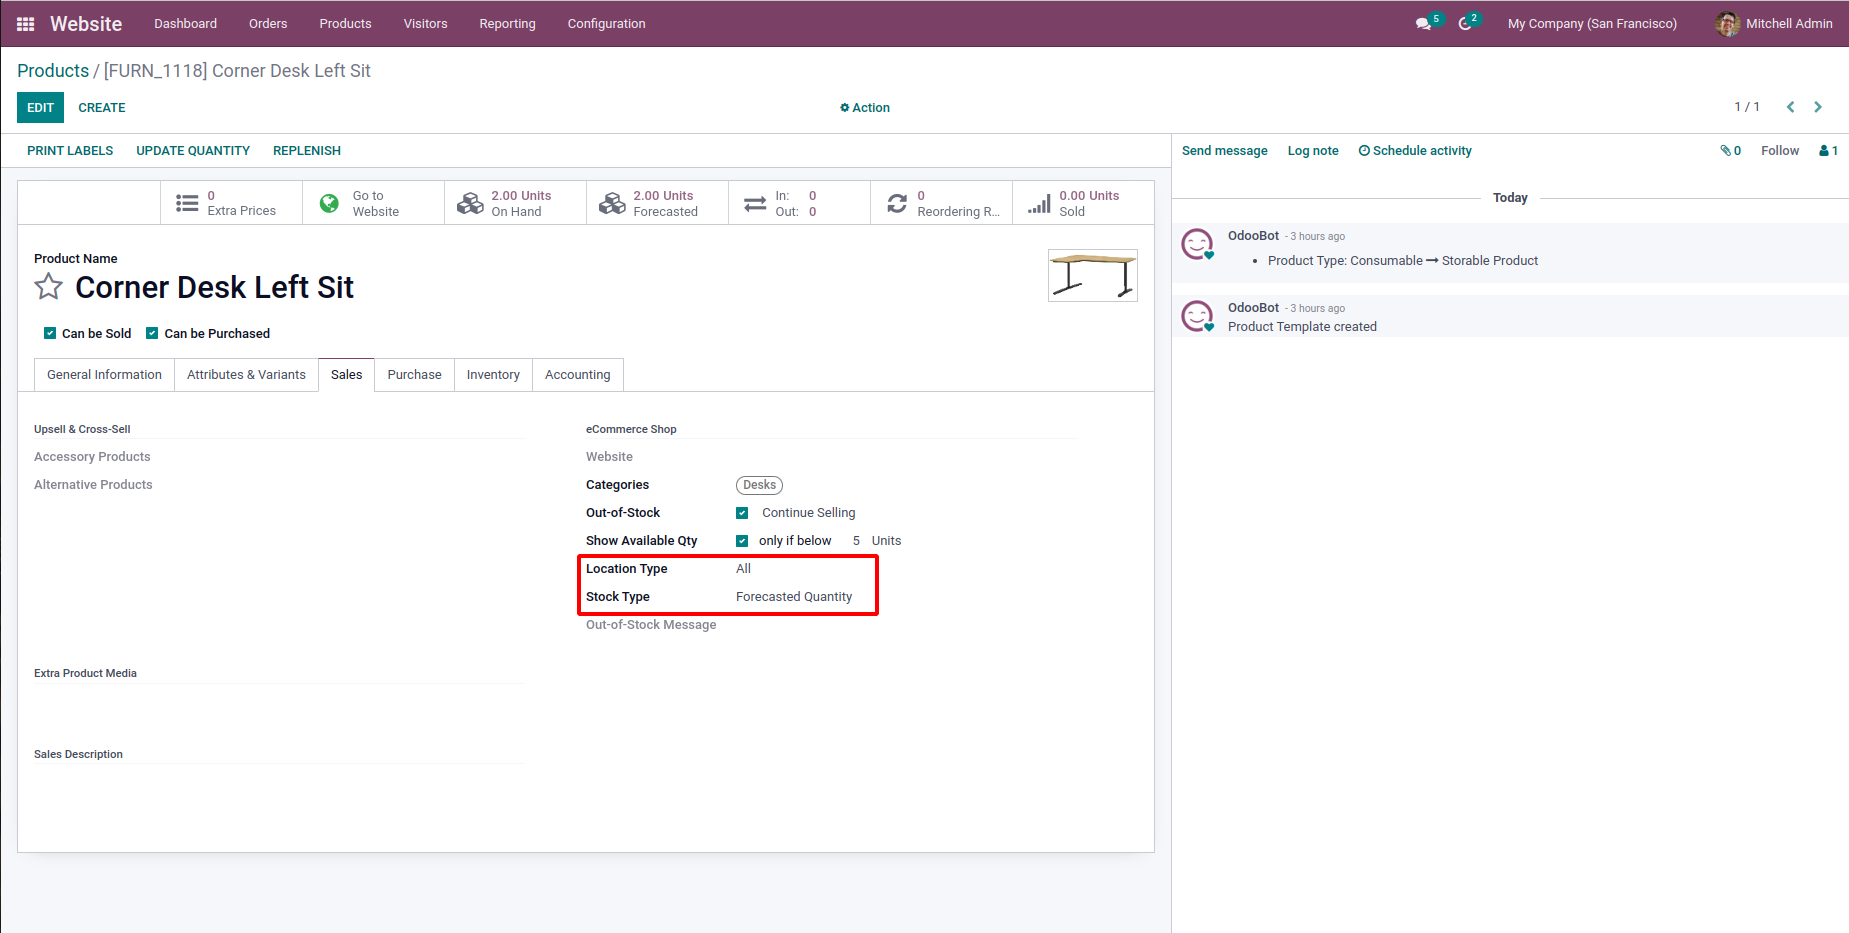 Website Dashboard Orders Products Visitors Reporting Configuration 5 2 My Company (San Francisco) Mitchell Admin
Products / [FURN_1118] Corner Desk Left Sit
EDIT CREATE Action 1 / 1
PRINT LABELS UPDATE QUANTITY REPLENISH
Send message Log note Schedule activity 0 Follow 1
0 Extra Prices
Go to Website
2.00 Units On Hand
2.00 Units Forecasted
In: 0
Out: 0
0 Reordering R...
0.00 Units Sold
Today
OdooBot - 3 hours ago
• Product Type: Consumable → Storable Product
OdooBot - 3 hours ago
Product Template created
Product Name
Corner Desk Left Sit
Can be Sold Can be Purchased
General Information Attributes & Variants Sales Purchase Inventory Accounting
Upsell & Cross-Sell
Accessory Products
Alternative Products
eCommerce Shop
Website
Categories Desks
Out-of-Stock Continue Selling
Show Available Qty only if below 5 Units
Location Type All
Stock Type Forecasted Quantity
Out-of-Stock Message
Extra Product Media
Sales Description